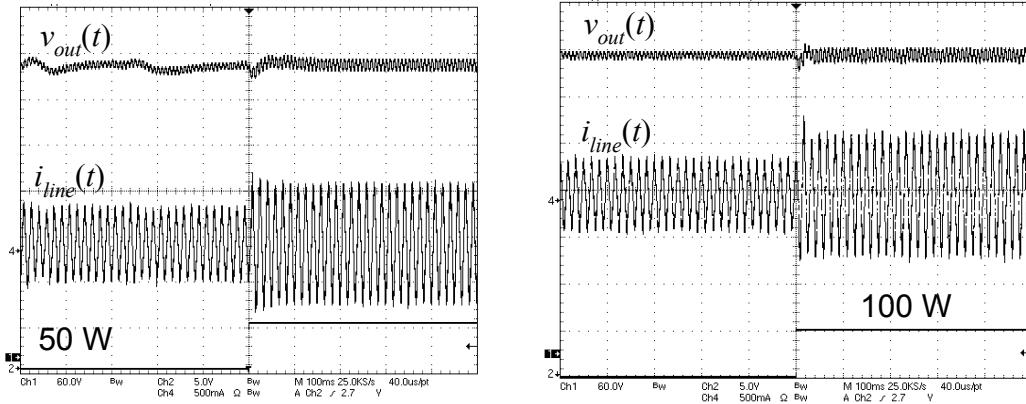 v_out(t)
i_line(t)
4
50 W
1
2
Ch1 60.0V Bw Ch2 5.0V Bw M 100ms 25.0KS/s 40.0us/pt
Ch4 500mA Ω Bw A Ch2 / 2.7 V
v_out(t)
i_line(t)
4
100 W
1
2
Ch1 60.0V Bw Ch2 5.0V Bw M 100ms 25.0KS/s 40.0us/pt
Ch4 500mA Ω Bw A Ch2 / 2.7 V